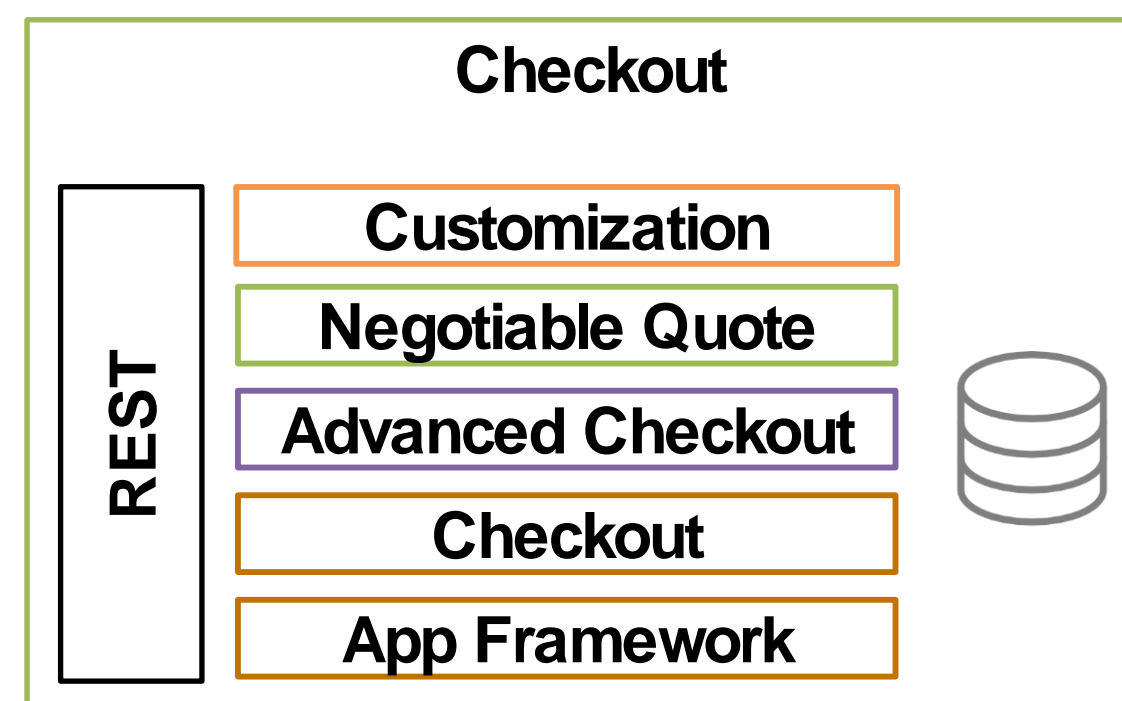 Checkout
REST
Customization
Negotiable Quote
Advanced Checkout
Checkout
App Framework